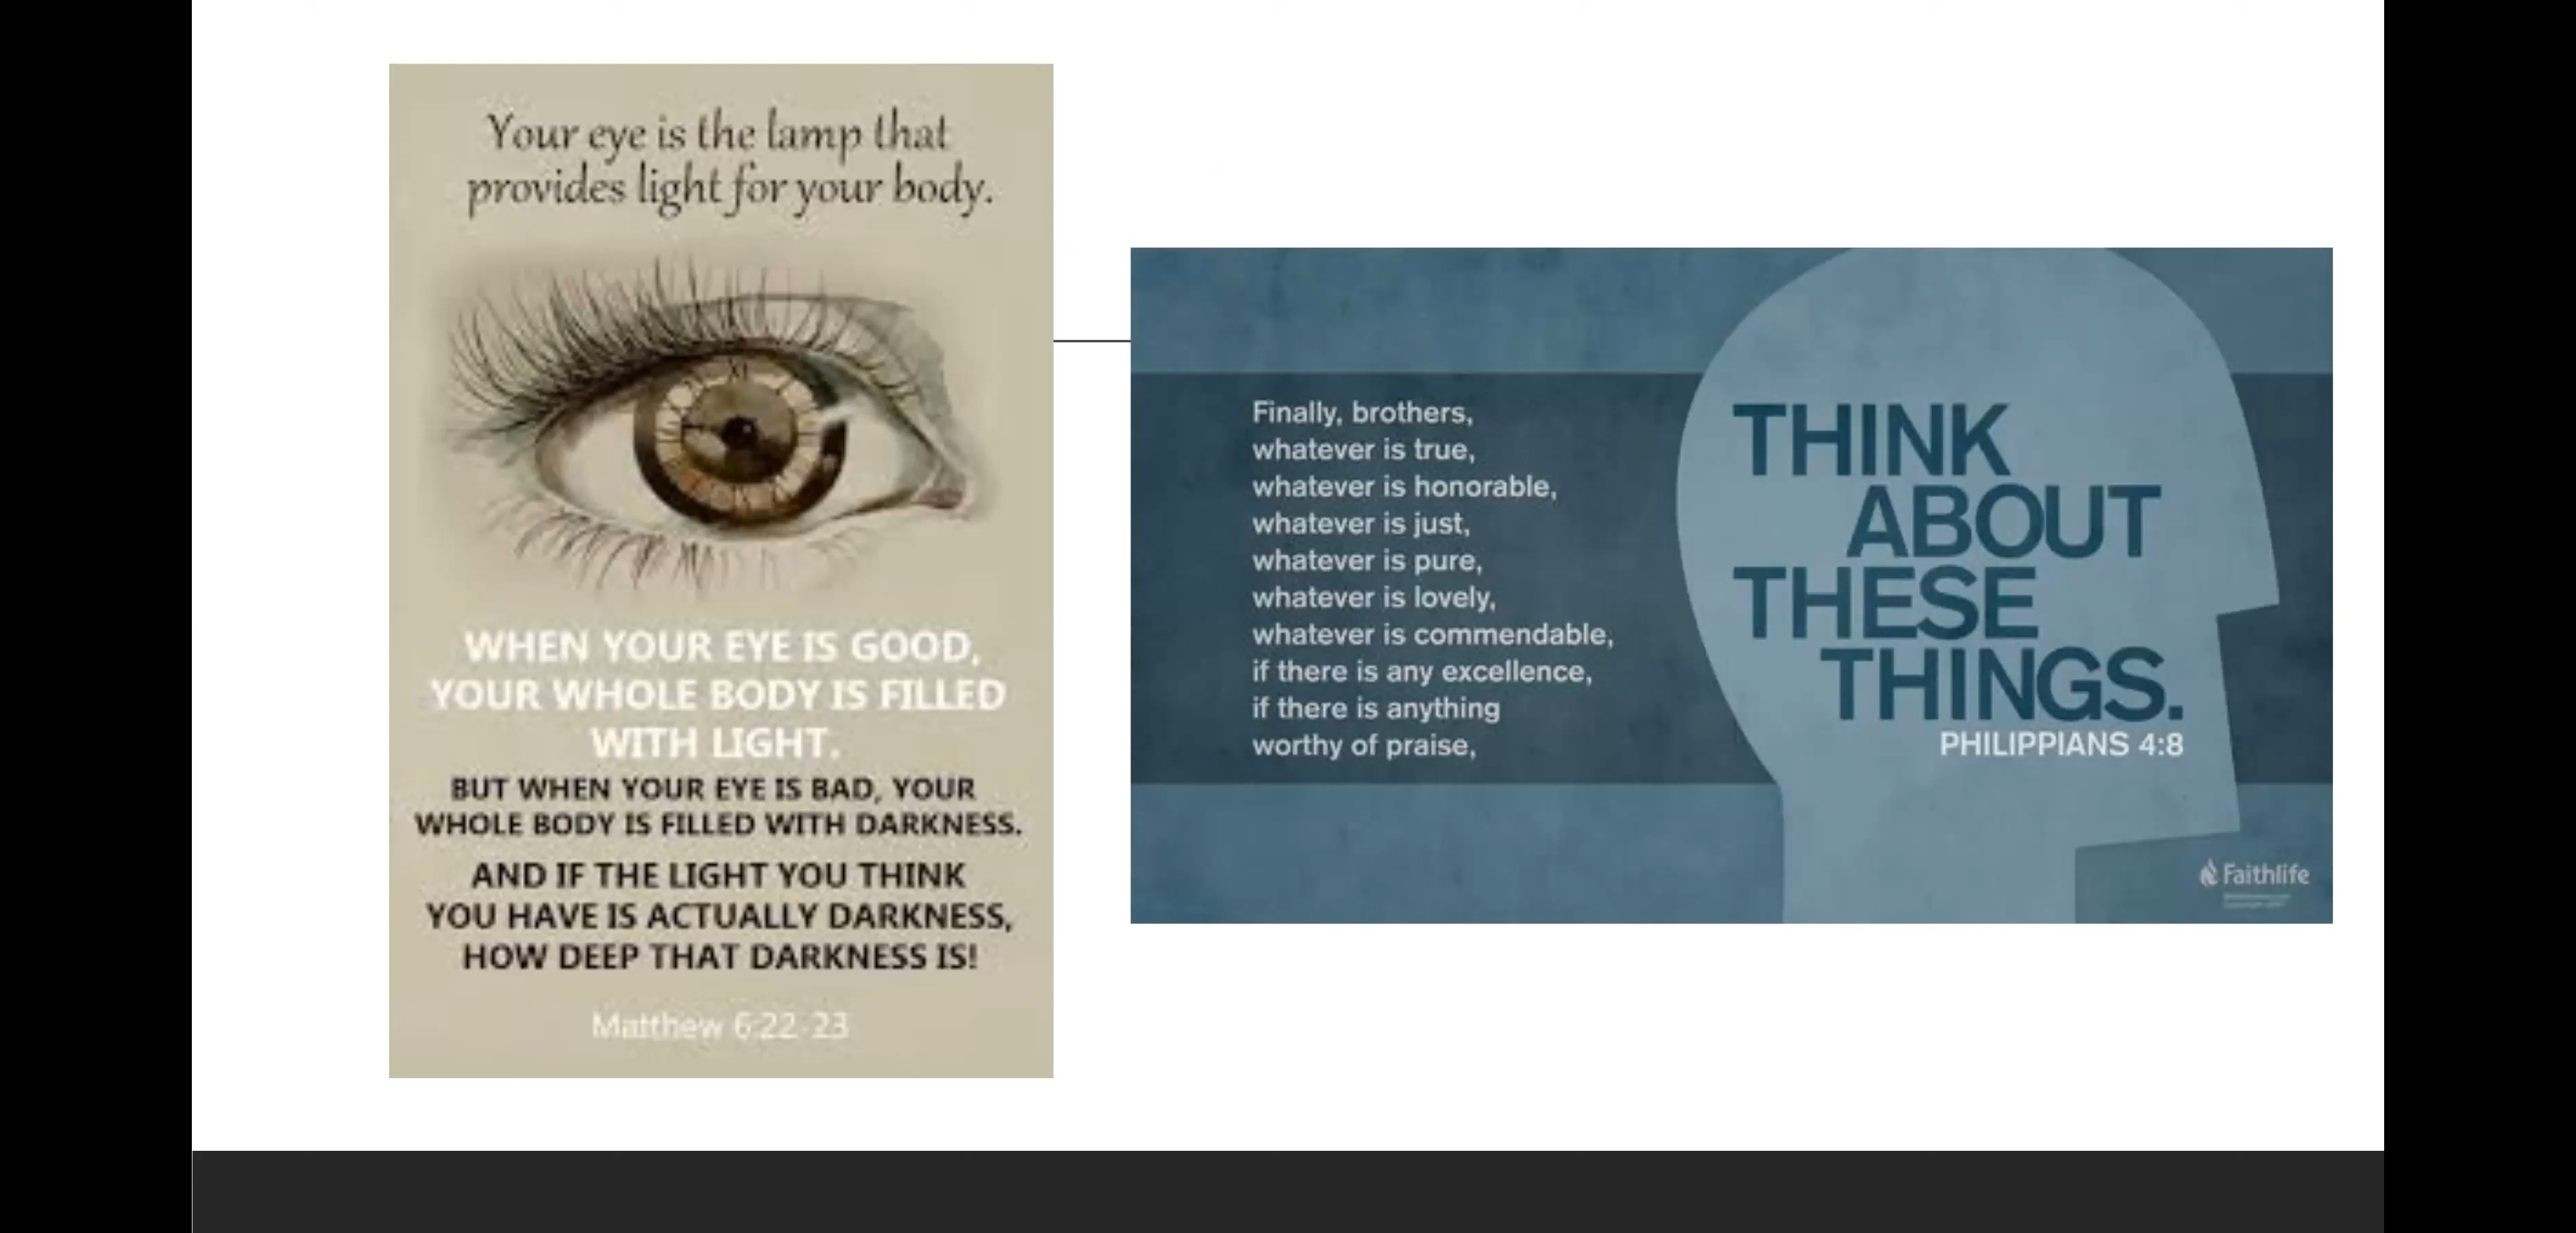 Your eye is the lamp that
provides light for your body.
WHEN YOUR EYE IS GOOD,
YOUR WHOLE BODY IS FILLED
WITH LIGHT.
BUT WHEN YOUR EYE IS BAD, YOUR
WHOLE BODY IS FILLED WITH DARKNESS.
AND IF THE LIGHT YOU THINK
YOU HAVE IS ACTUALLY DARKNESS,
HOW DEEP THAT DARKNESS IS!
Matthew 6:22-23
Finally, brothers,
whatever is true,
whatever is honorable,
whatever is just,
whatever is pure,
whatever is lovely,
whatever is commendable,
if there is any excellence,
if there is anything
worthy of praise,
THINK
ABOUT
THESE
THINGS.
PHILIPPIANS 4:8
Faithlife